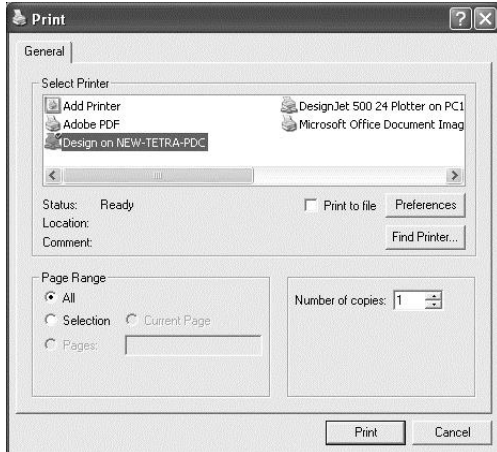 Print
General
Select Printer
Add Printer
Adobe PDF
Design on NEW-TETRA-PDC
DesignJet 500 24 Plotter on PC1
Microsoft Office Document Imag
Status: Ready
Print to file
Preferences
Location:
Comment:
Find Printer...
Page Range
All
Selection
Current Page
Pages:
Number of copies: 1
Print
Cancel